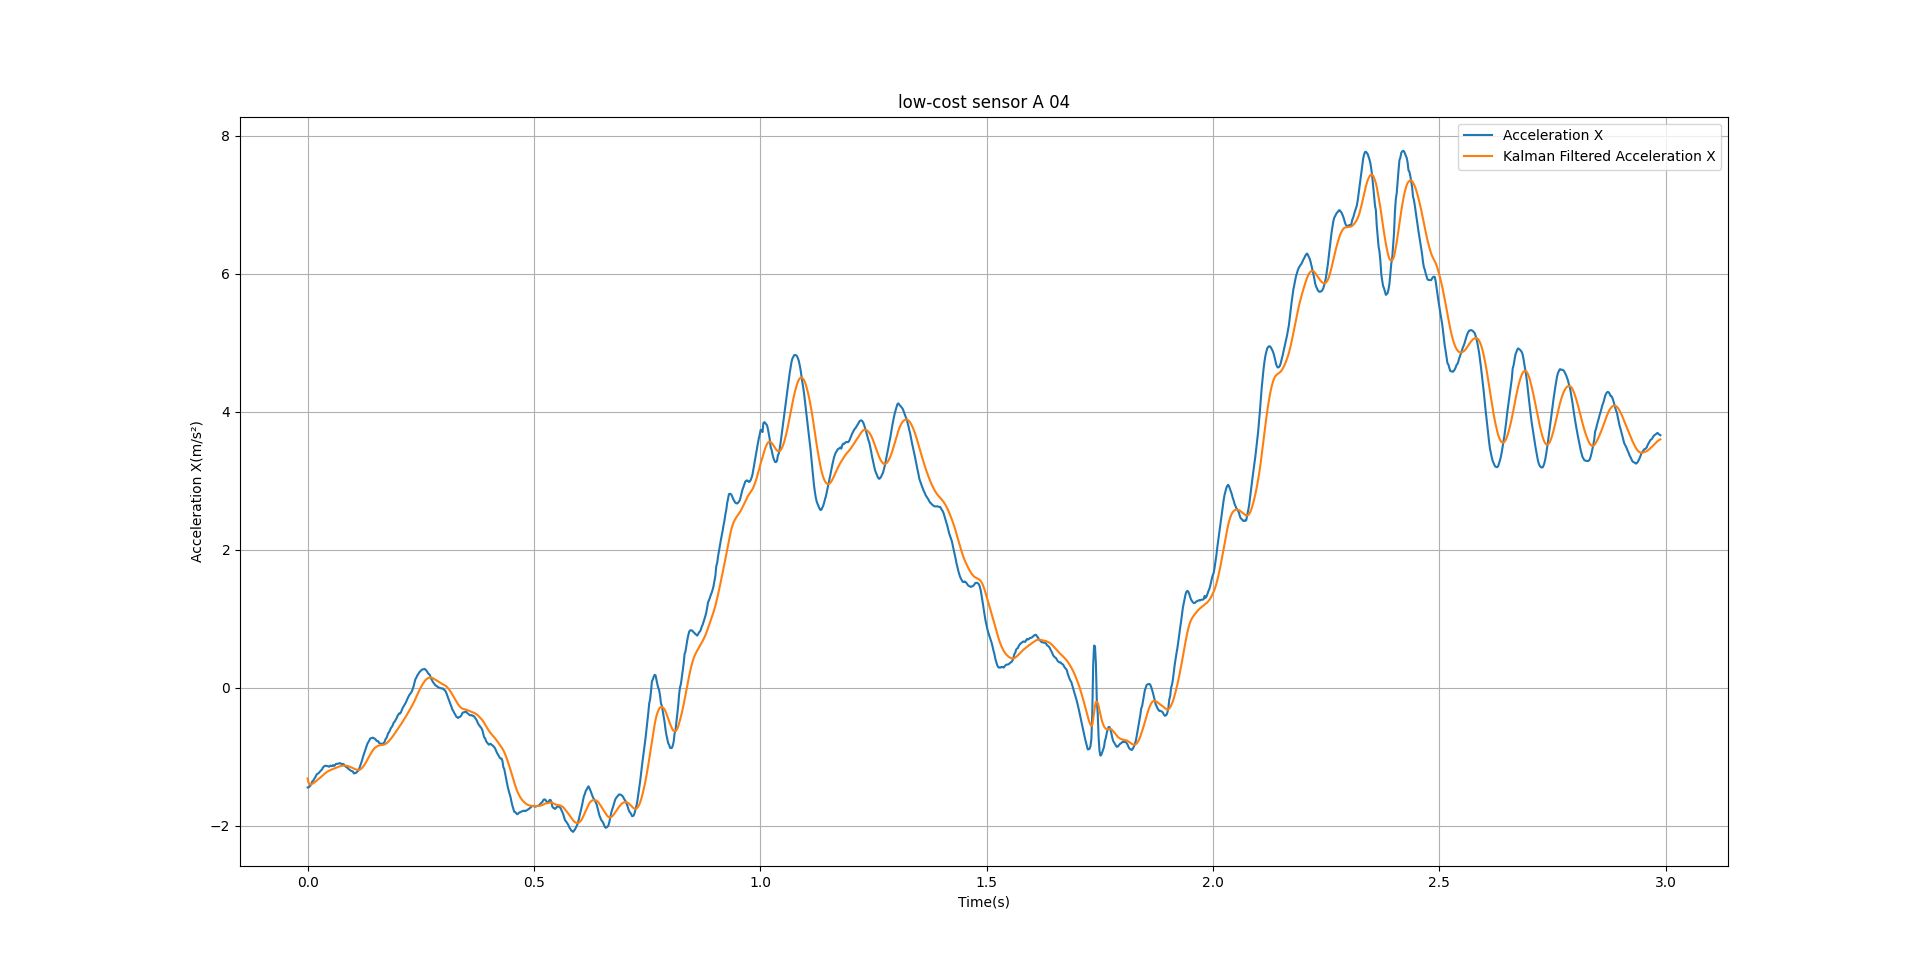 low-cost sensor A 04
Acceleration X
Kalman Filtered Acceleration X
8
6
4
2
0
−2
Acceleration X(m/s²)
0.0 0.5 1.0 1.5 2.0 2.5 3.0
Time(s)